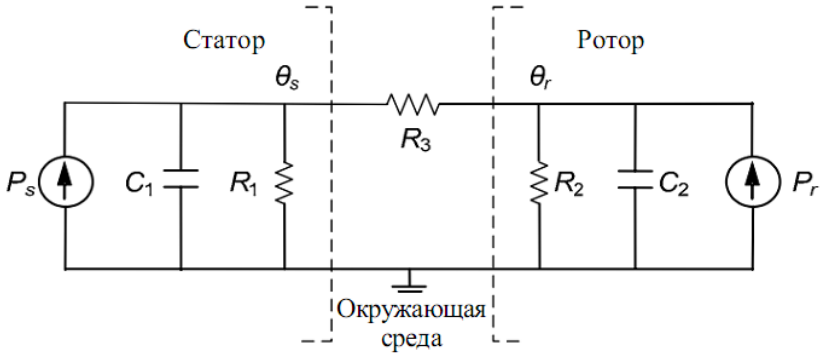 Статор
Ротор
θs
θr
R3
Ps
C1
R1
R2
C2
Pr
Окружающая
среда